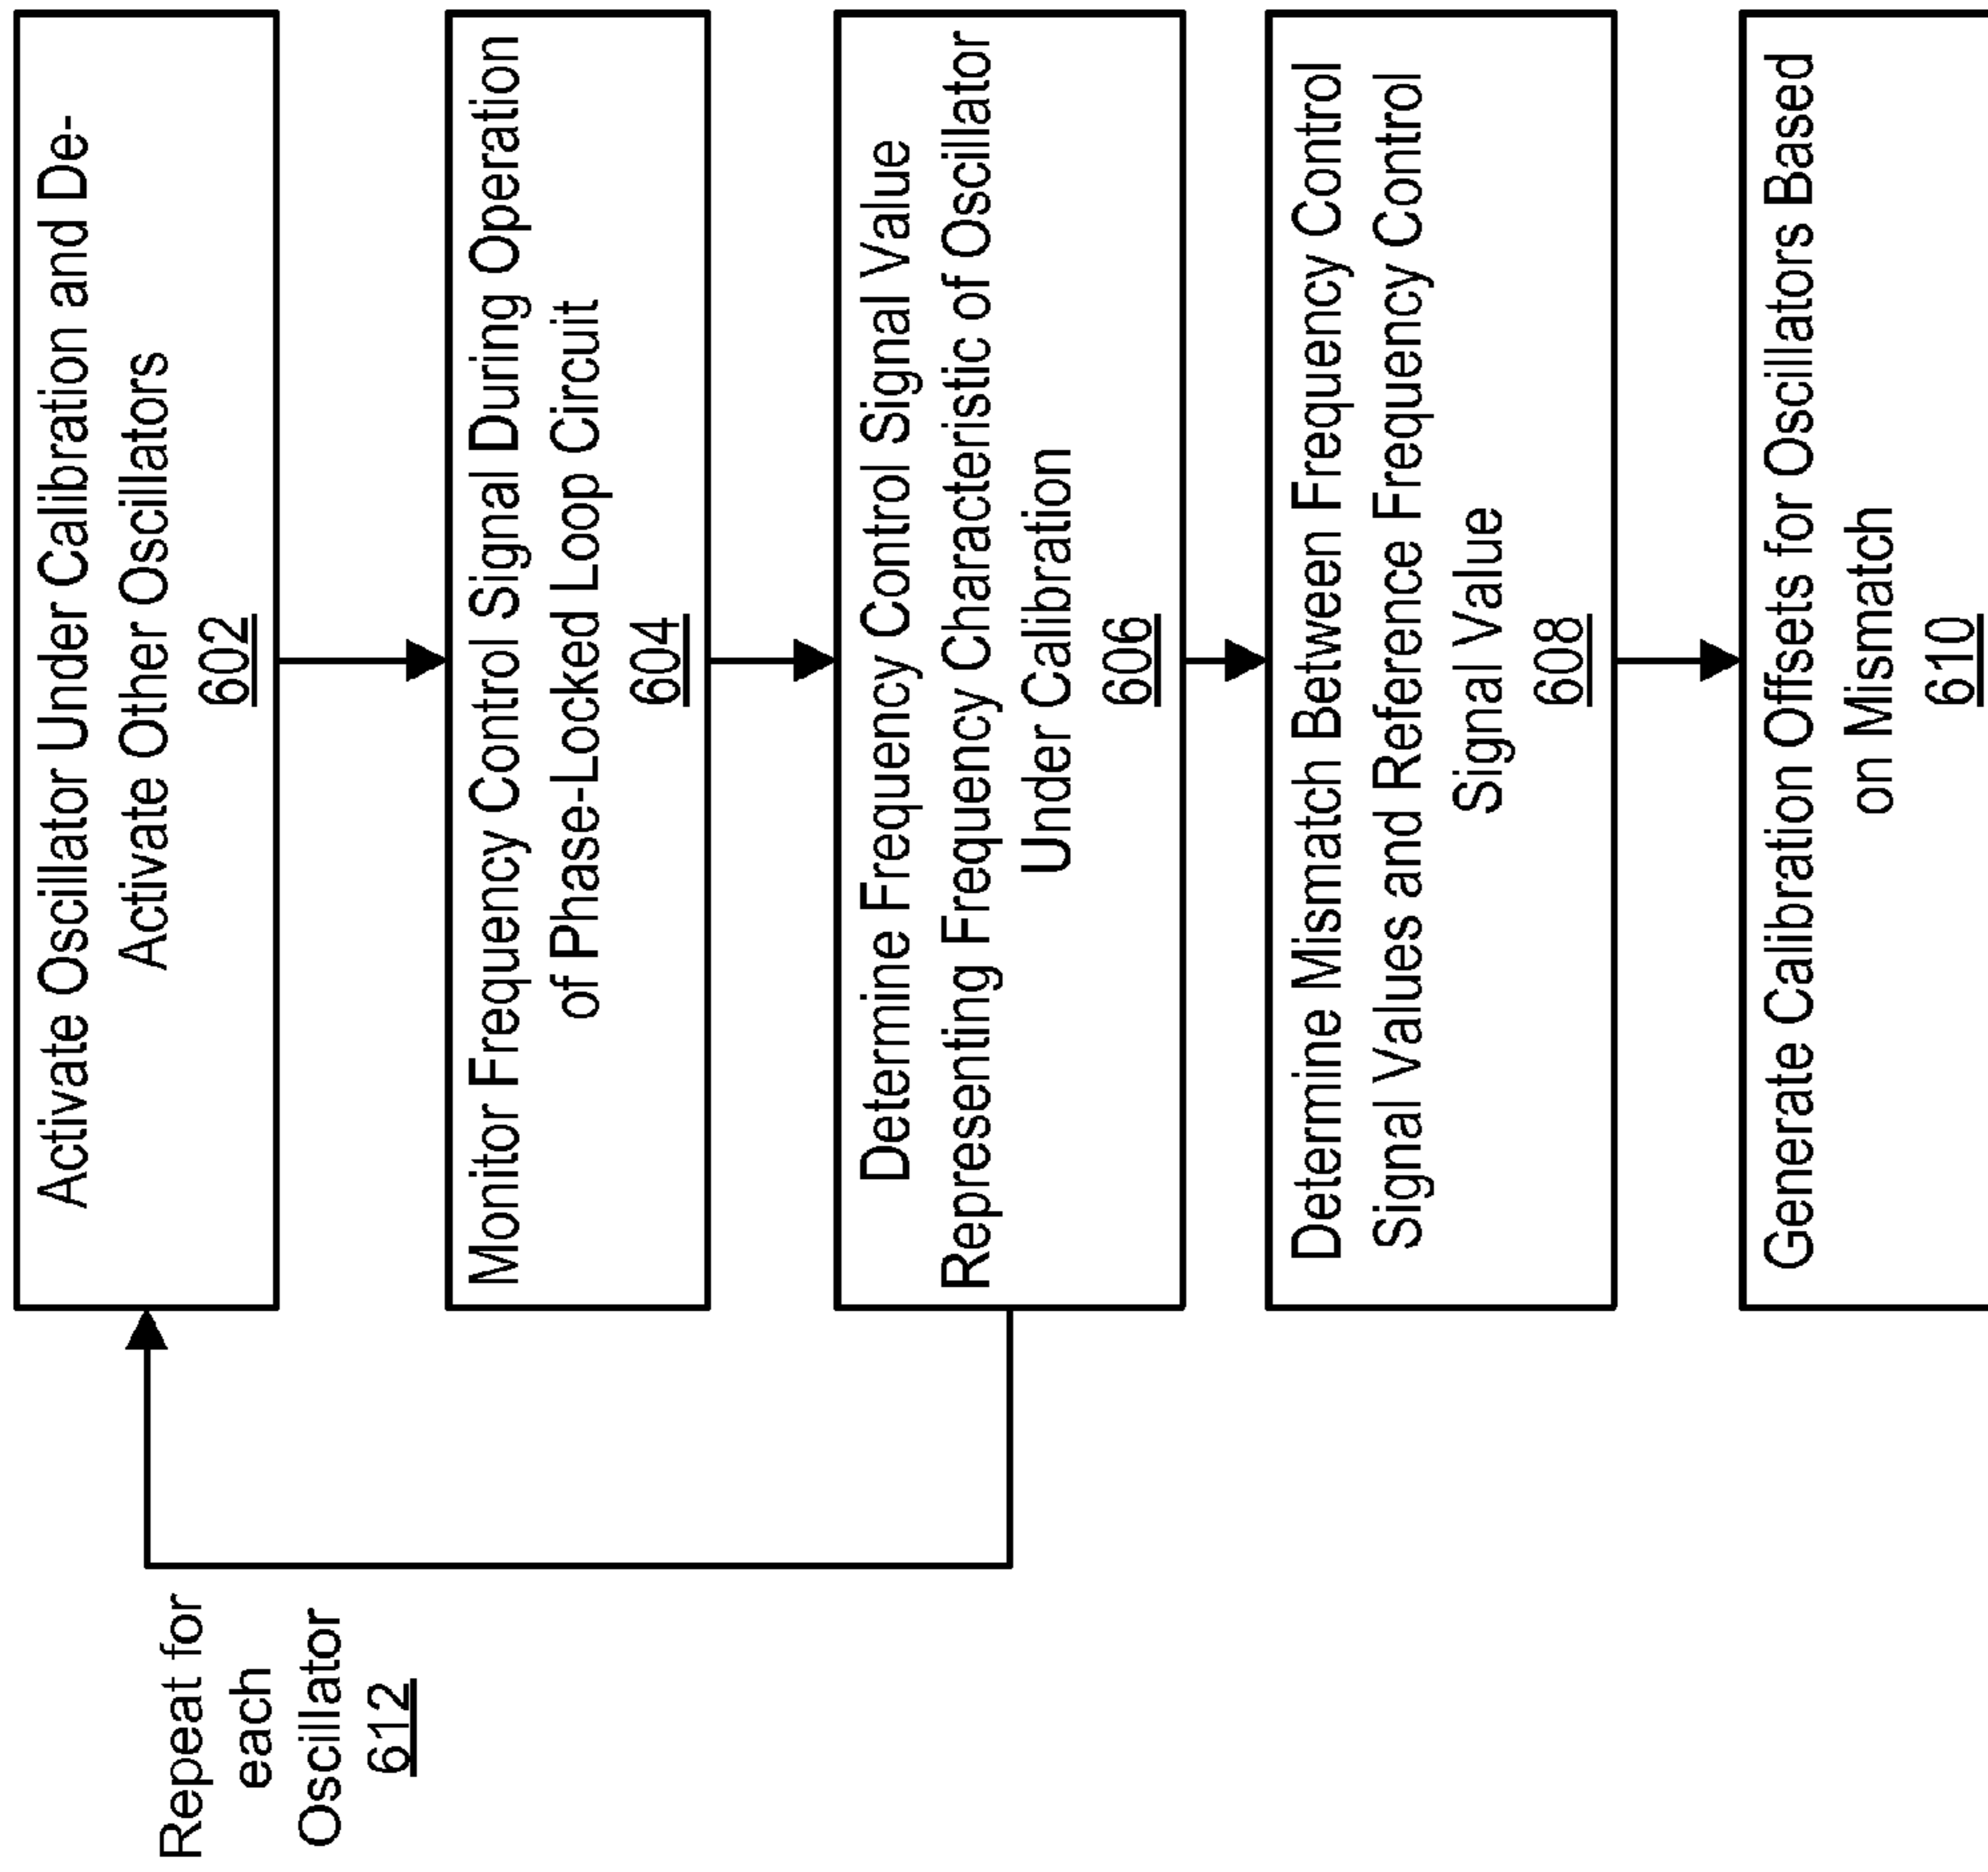 Activate Oscillator Under Calibration and De-
Activate Other Oscillators
602
Monitor Frequency Control Signal During Operation
of Phase-Locked Loop Circuit
604
Determine Frequency Control Signal Value
Representing Frequency Characteristic of Oscillator
Under Calibration
606
Determine Mismatch Between Frequency Control
Signal Values and Reference Frequency Control
Signal Value
608
Generate Calibration Offsets for Oscillators Based
on Mismatch
610
Repeat for
each
Oscillator
612